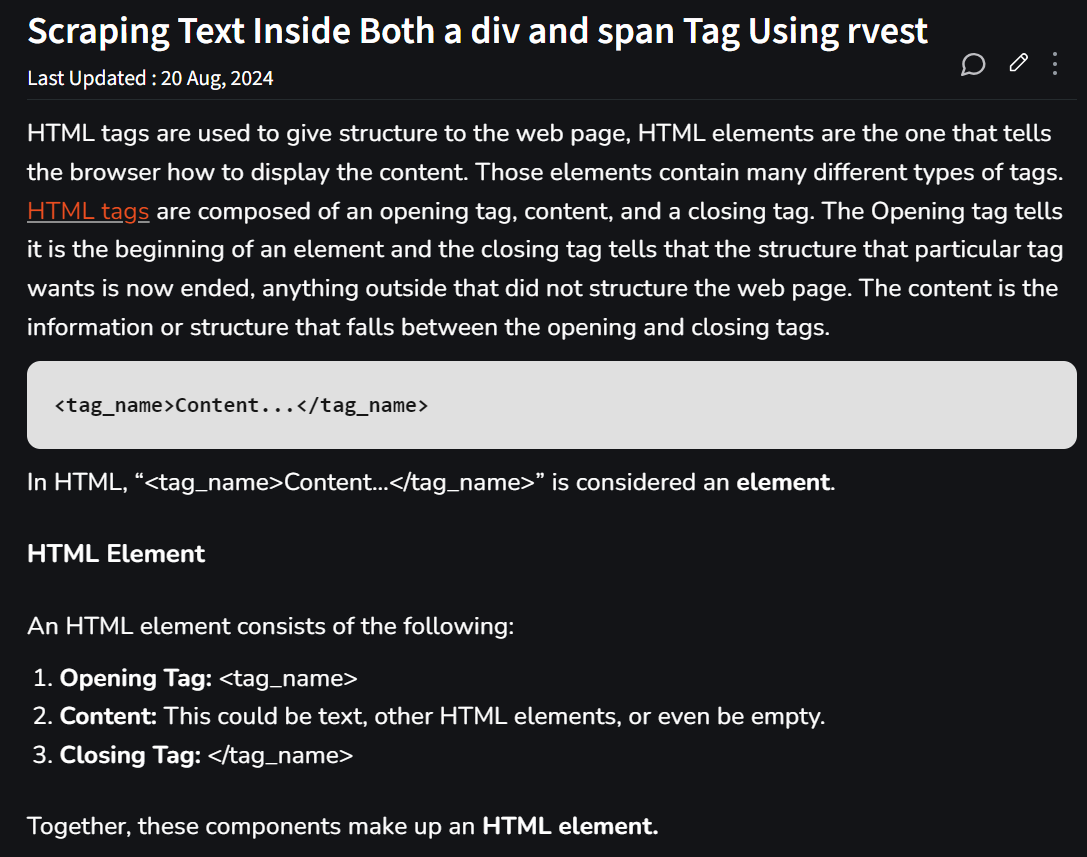 Scraping Text Inside Both a div and span Tag Using rvest
Last Updated : 20 Aug, 2024
HTML tags are used to give structure to the web page, HTML elements are the one that tells
the browser how to display the content. Those elements contain many different types of tags.
HTML tags are composed of an opening tag, content, and a closing tag. The Opening tag tells
it is the beginning of an element and the closing tag tells that the structure that particular tag
wants is now ended, anything outside that did not structure the web page. The content is the
information or structure that falls between the opening and closing tags.
<tag_name>Content...</tag_name>
In HTML, “<tag_name>Content…</tag_name>” is considered an element.
HTML Element
An HTML element consists of the following:
1. Opening Tag: <tag_name>
2. Content: This could be text, other HTML elements, or even be empty.
3. Closing Tag: </tag_name>
Together, these components make up an HTML element.